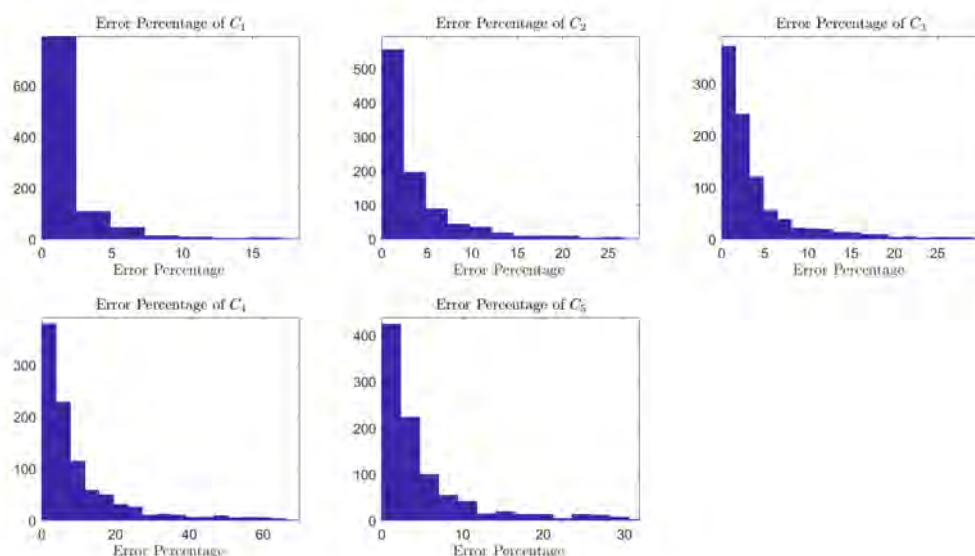 Error Percentage of C₁
600
400
200
0
0 5 10 15
Error Percentage
Error Percentage of C₂
500
400
300
200
100
0
0 5 10 15 20 25
Error Percentage
Error Percentage of C₃
300
200
100
0
0 5 10 15 20 25
Error Percentage
Error Percentage of C₄
300
200
100
0
0 20 40 60
Error Percentage
Error Percentage of C₅
400
300
200
100
0
0 10 20 30
Error Percentage